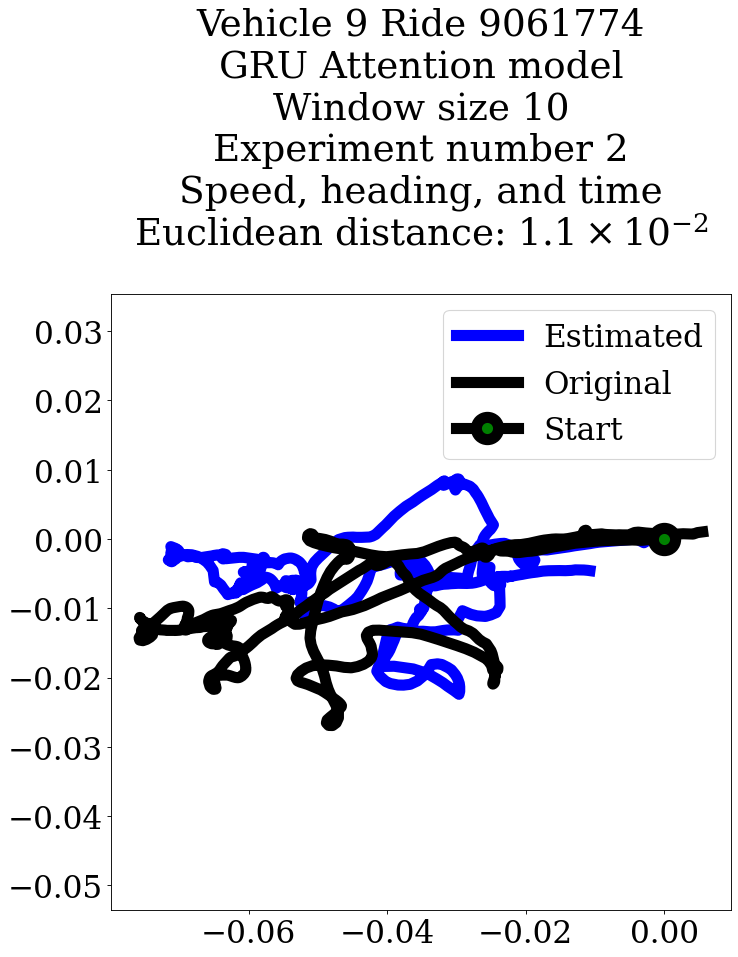 Vehicle 9 Ride 9061774
GRU Attention model
Window size 10
Experiment number 2
Speed, heading, and time
Euclidean distance: 1.1 × 10⁻²
Estimated
Original
Start
0.03
0.02
0.01
0.00
−0.01
−0.02
−0.03
−0.04
−0.05
−0.06 −0.04 −0.02 0.00